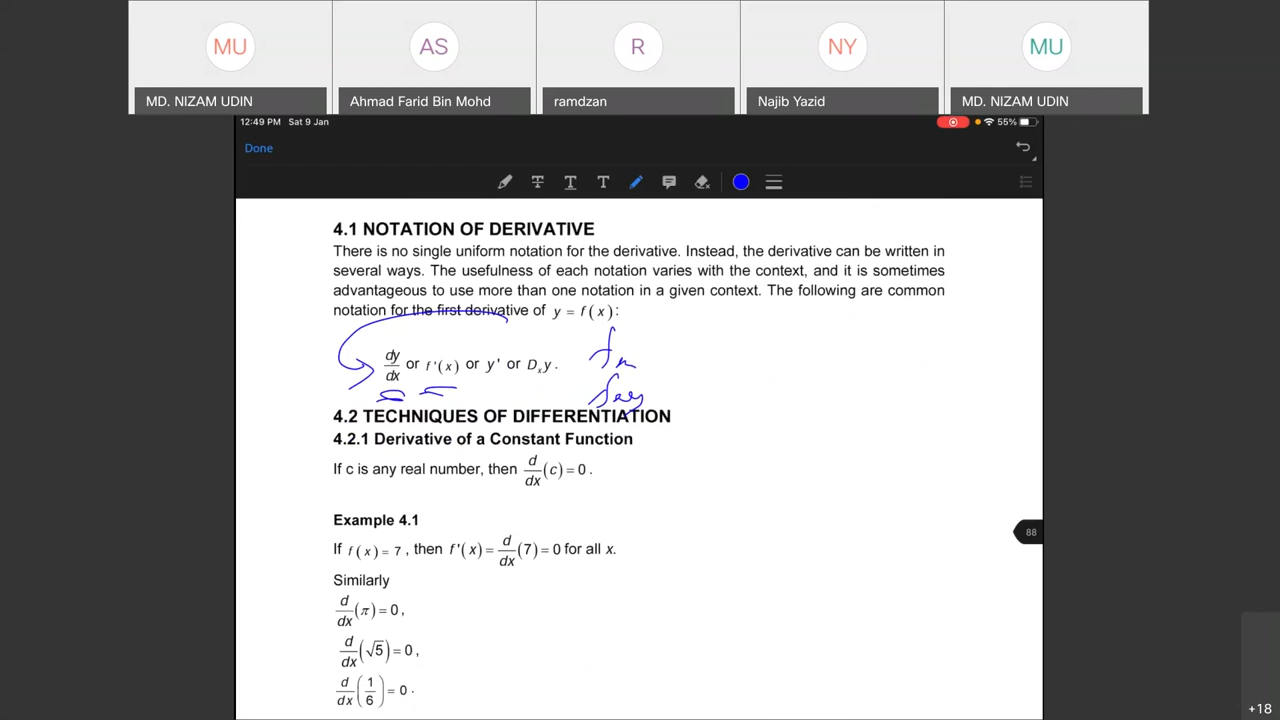 MU AS R NY MU
MD. NIZAM UDIN Ahmad Farid Bin Mohd ramdzan Najib Yazid MD. NIZAM UDIN
12:49 PM Sat 9 Jan 55%
Done
4.1 NOTATION OF DERIVATIVE
There is no single uniform notation for the derivative. Instead, the derivative can be written in
several ways. The usefulness of each notation varies with the context, and it is sometimes
advantageous to use more than one notation in a given context. The following are common
notation for the first derivative of y = f(x):
dy/dx or f'(x) or y' or Dₓy.
4.2 TECHNIQUES OF DIFFERENTIATION
4.2.1 Derivative of a Constant Function
If c is any real number, then d/dx (c) = 0.
88
Example 4.1
If f(x) = 7, then f'(x) = d/dx (7) = 0 for all x.
Similarly
d/dx (π) = 0,
d/dx (√5) = 0,
d/dx (1/6) = 0.
+18